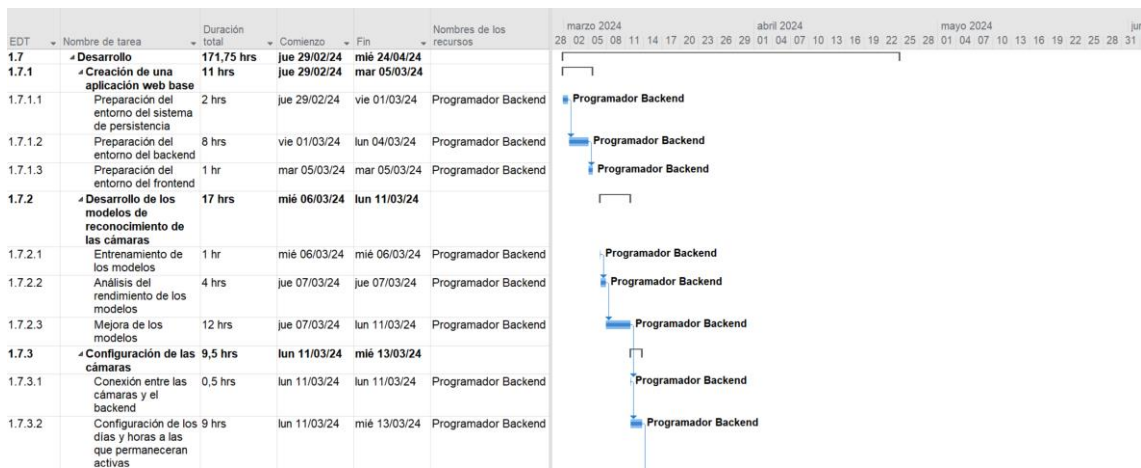 EDT
Nombre de tarea
Duración
total
Comienzo
Fin
Nombres de los
recursos
marzo 2024
abril 2024
mayo 2024
jun
28 02 05 08 11 14 17 20 23 26 29 01 04 07 10 13 16 19 22 25 28 01 04 07 10 13 16 19 22 25 28 31
1.7 Desarrollo 171,75 hrs jue 29/02/24 mié 24/04/24
1.7.1 Creación de una 11 hrs jue 29/02/24 mar 05/03/24
aplicación web base
1.7.1.1 Preparación del 2 hrs jue 29/02/24 vie 01/03/24 Programador Backend Programador Backend
entorno del sistema
de persistencia
1.7.1.2 Preparación del 8 hrs vie 01/03/24 lun 04/03/24 Programador Backend Programador Backend
entorno del backend
1.7.1.3 Preparación del 1 hr mar 05/03/24 mar 05/03/24 Programador Backend Programador Backend
entorno del frontend
1.7.2 Desarrollo de los 17 hrs mié 06/03/24 lun 11/03/24
modelos de
reconocimiento de
las cámaras
1.7.2.1 Entrenamiento de 1 hr mié 06/03/24 mié 06/03/24 Programador Backend Programador Backend
los modelos
1.7.2.2 Análisis del 4 hrs jue 07/03/24 jue 07/03/24 Programador Backend Programador Backend
rendimiento de los
modelos
1.7.2.3 Mejora de los 12 hrs jue 07/03/24 lun 11/03/24 Programador Backend Programador Backend
modelos
1.7.3 Configuración de las 9,5 hrs lun 11/03/24 mié 13/03/24
cámaras
1.7.3.1 Conexión entre las 0,5 hrs lun 11/03/24 lun 11/03/24 Programador Backend Programador Backend
cámaras y el
backend
1.7.3.2 Configuración de los 9 hrs lun 11/03/24 mié 13/03/24 Programador Backend Programador Backend
días y horas a las
que permaneceran
activas